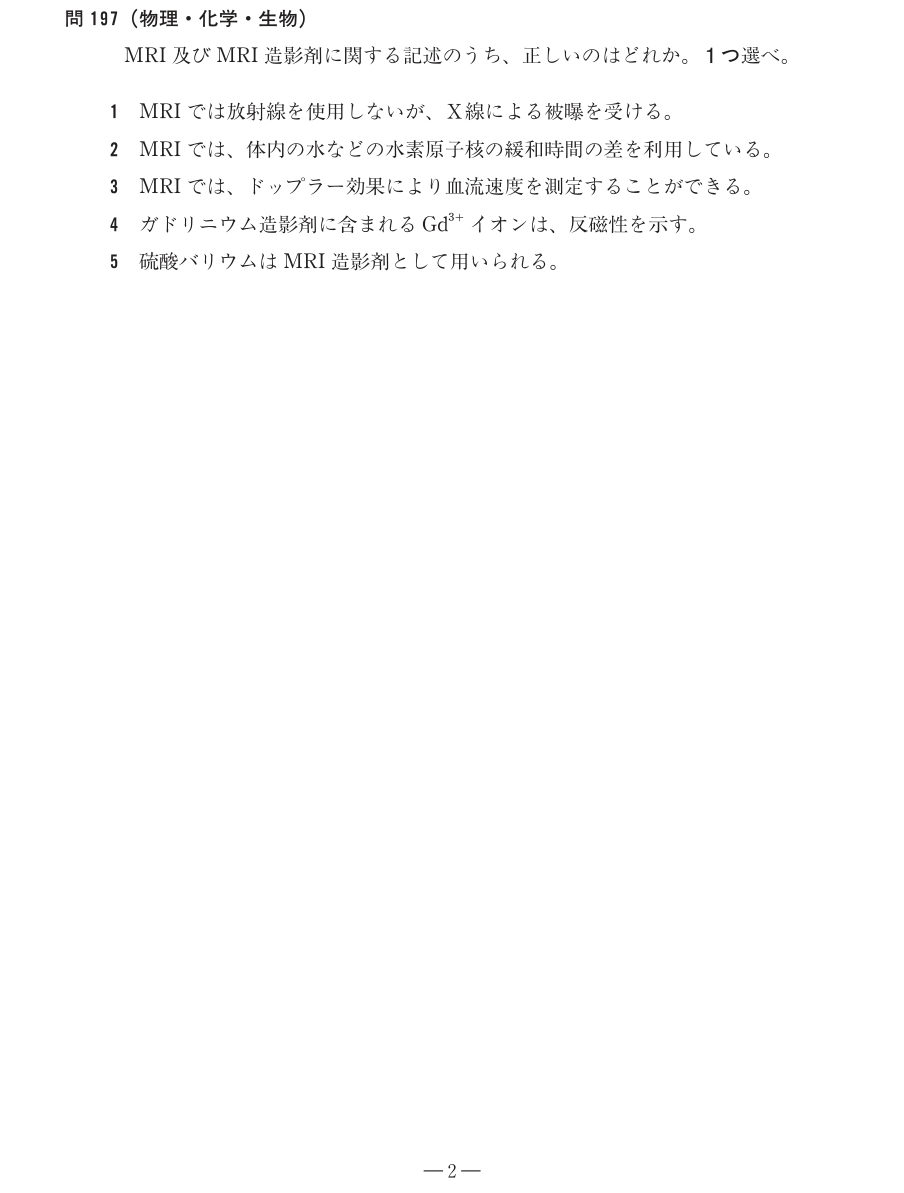 問 197（物理・化学・生物）
MRI 及び MRI 造影剤に関する記述のうち、正しいのはどれか。1つ選べ。
1 MRI では放射線を使用しないが、X線による被曝を受ける。
2 MRI では、体内の水などの水素原子核の緩和時間の差を利用している。
3 MRI では、ドップラー効果により血流速度を測定することができる。
4 ガドリニウム造影剤に含まれる Gd³⁺ イオンは、反磁性を示す。
5 硫酸バリウムは MRI 造影剤として用いられる。
— 2 —